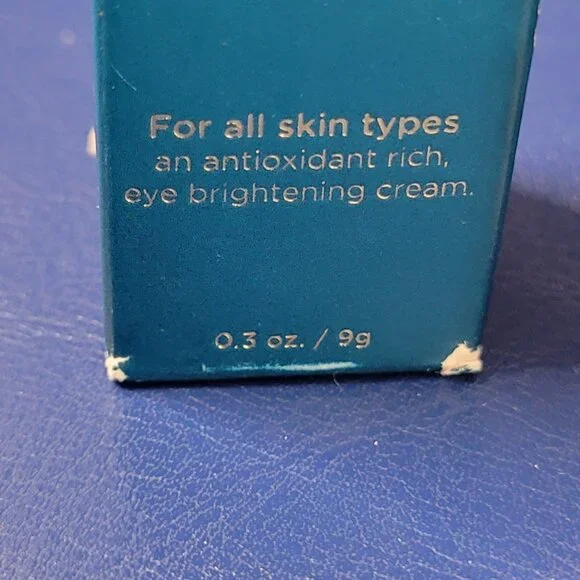 For all skin types
an antioxidant rich,
eye brightening cream.
0.3 oz. / 9g